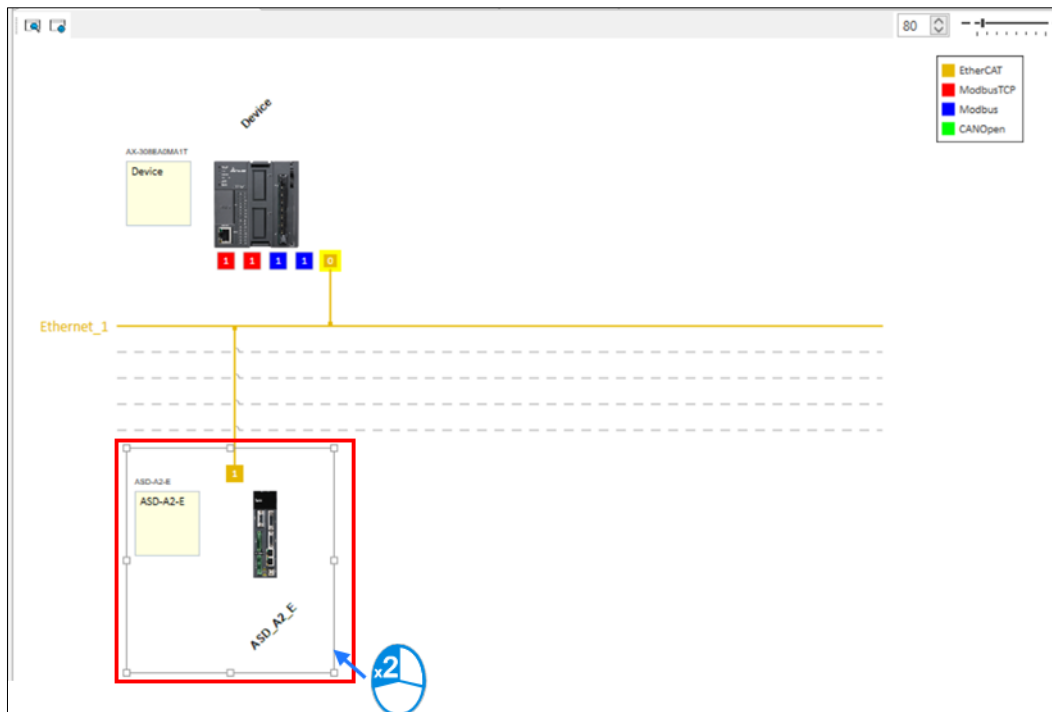 80
EtherCAT
ModbusTCP
Modbus
CANOpen
Device
AX-308EA0MA1T
Device
1 1 1 1 0
Ethernet_1
1
ASD-A2-E
ASD-A2-E
ASD_A2_E
x2